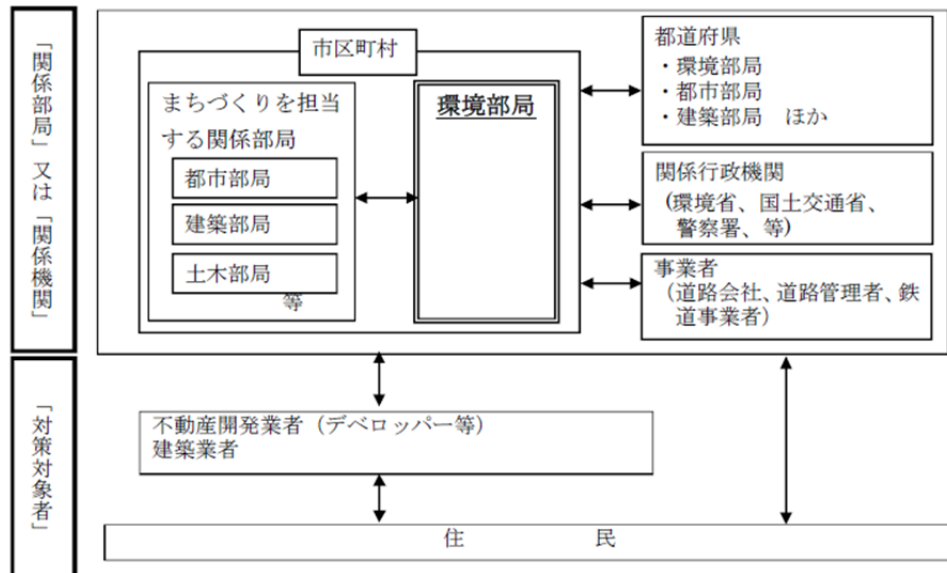 「関係部局」又は「関係機関」
市区町村
まちづくりを担当
する関係部局
都市部局
建築部局
土木部局
等
環境部局
都道府県
・環境部局
・都市部局
・建築部局　ほか
関係行政機関
(環境省、国土交通省、
警察署、等)
事業者
（道路会社、道路管理者、鉄
道事業者）
「対策対象者」
不動産開発業者（デベロッパー等）
建築業者
住　　　　民